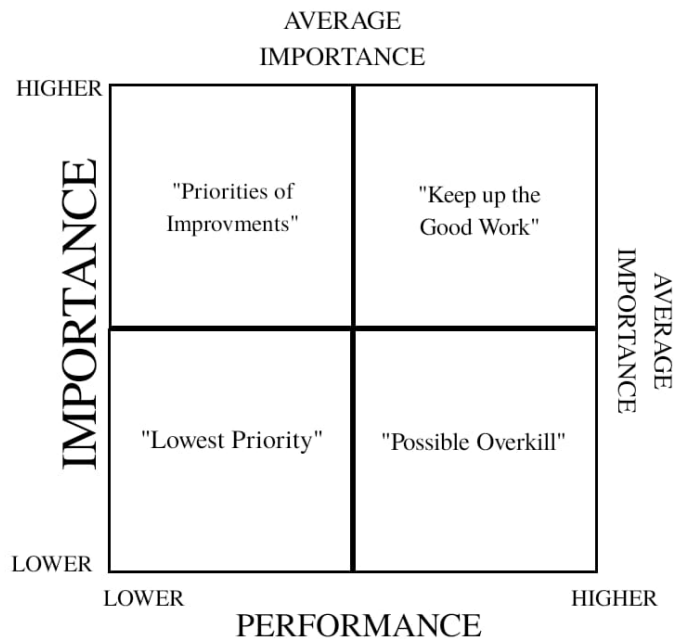 AVERAGE
IMPORTANCE
HIGHER
IMPORTANCE
"Priorities of
Improvments"
"Keep up the
Good Work"
AVERAGE
IMPORTANCE
"Lowest Priority"
"Possible Overkill"
LOWER
LOWER
HIGHER
PERFORMANCE